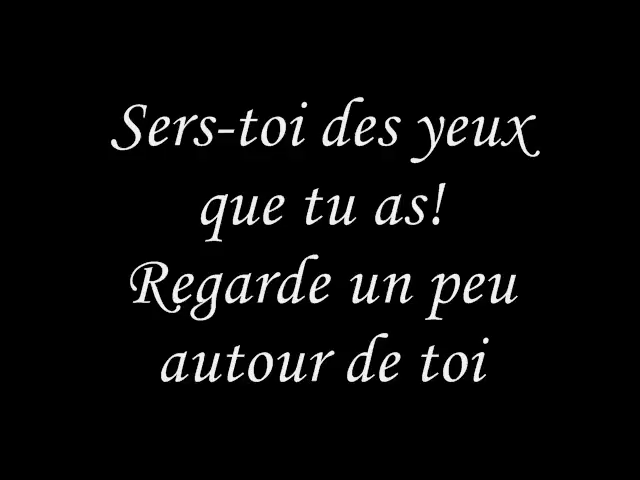 Sers-toi des yeux
que tu as!
Regarde un peu
autour de toi